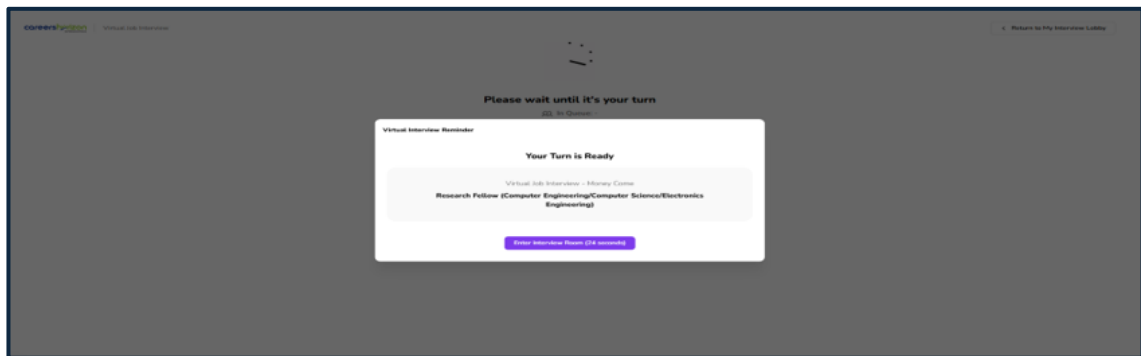 Virtual Job Interview
Return to My Interview Lobby
Please wait until it's your turn
In Queue: -
Virtual Interview Reminder
Your Turn is Ready
Virtual Job Interview - Money Come
Research Fellow (Computer Engineering/Computer Science/Electronics
Engineering)
Enter Interview Room (24 seconds)